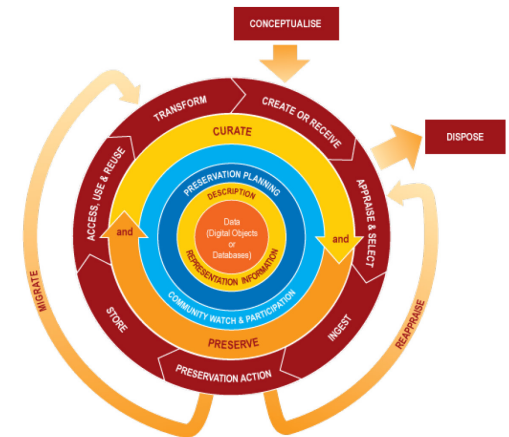 CONCEPTUALISE
CREATE OR RECEIVE
DISPOSE
APPRAISE & SELECT
INGEST
PRESERVATION ACTION
STORE
ACCESS, USE & REUSE
TRANSFORM
MIGRATE
REAPPRAISE
CURATE
and
PRESERVE
and
COMMUNITY WATCH & PARTICIPATION
PRESERVATION PLANNING
DESCRIPTION
REPRESENTATION INFORMATION
Data
(Digital Objects
or
Databases)